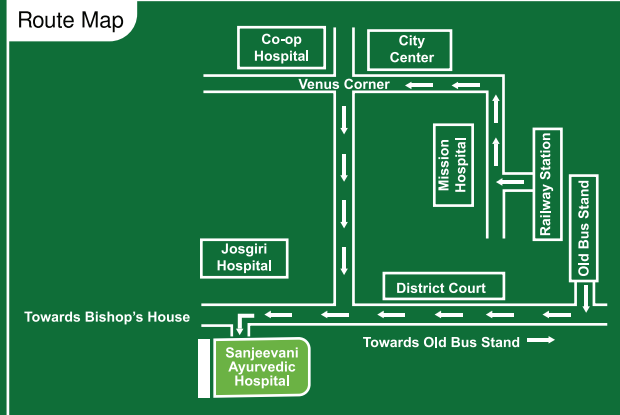 Route Map
Co-op
Hospital
City
Center
Venus Corner
Mission
Hospital
Railway Station
Old Bus Stand
Josgiri
Hospital
District Court
Towards Bishop's House
Towards Old Bus Stand
Sanjeevani
Ayurvedic
Hospital